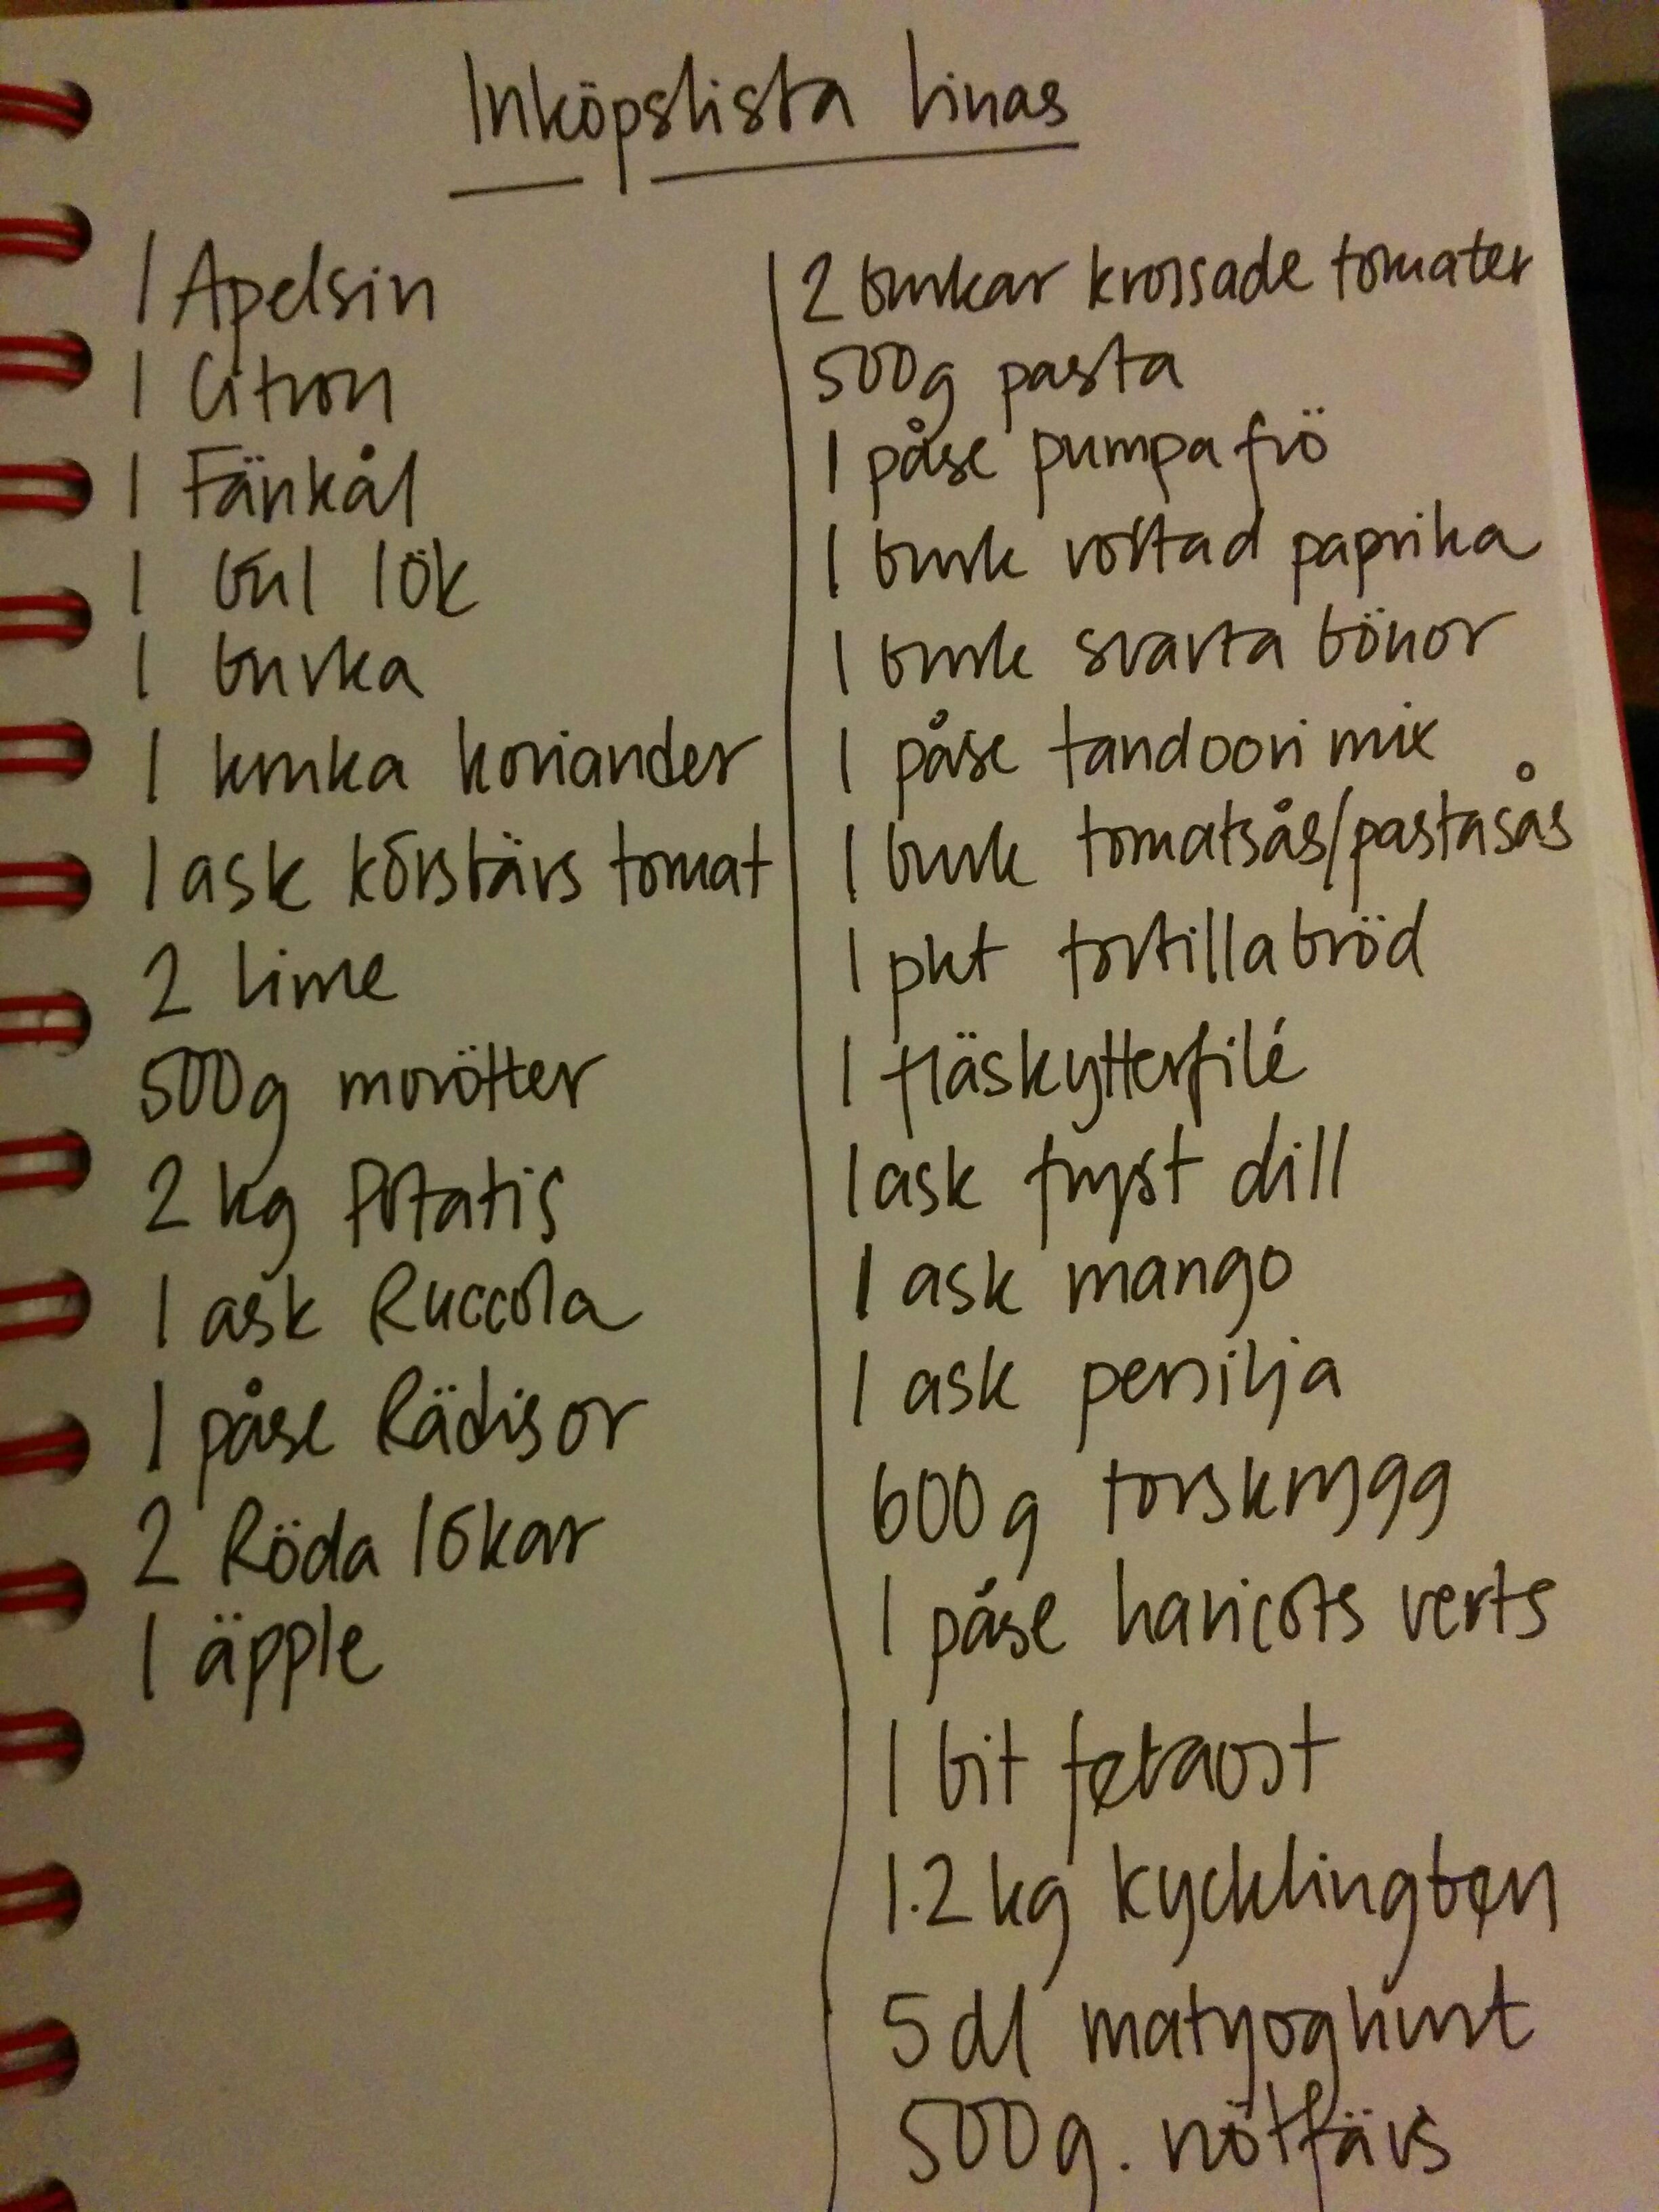 Inköpslista Linas
1 Apelsin
1 Citron
1 Fänkål
1 Gul lök
1 Gurka
1 kruka koriander
1 ask körsbärs tomat
2 Lime
500g morötter
2 kg Potatis
1 ask Ruccola
1 påse Rädisor
2 Röda lökar
1 äpple
2 burkar krossade tomater
500g pasta
1 påse pumpafrö
1 burk rostad paprika
1 burk svarta bönor
1 påse tandoori mix
1 burk tomatsås/pastasås
1 pkt tortillabröd
1 fläskytterfilé
1 ask fryst dill
1 ask mango
1 ask persilja
600g torskrygg
1 påse haricots verts
1 bit fetaost
1.2 kg kycklingben
5 dl matyoghurt
500g. nötfärs